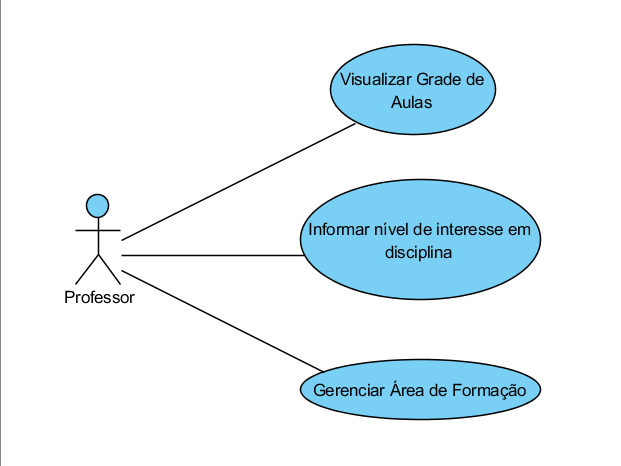 Visualizar Grade de
Aulas
Informar nível de interesse em
disciplina
Professor
Gerenciar Área de Formação